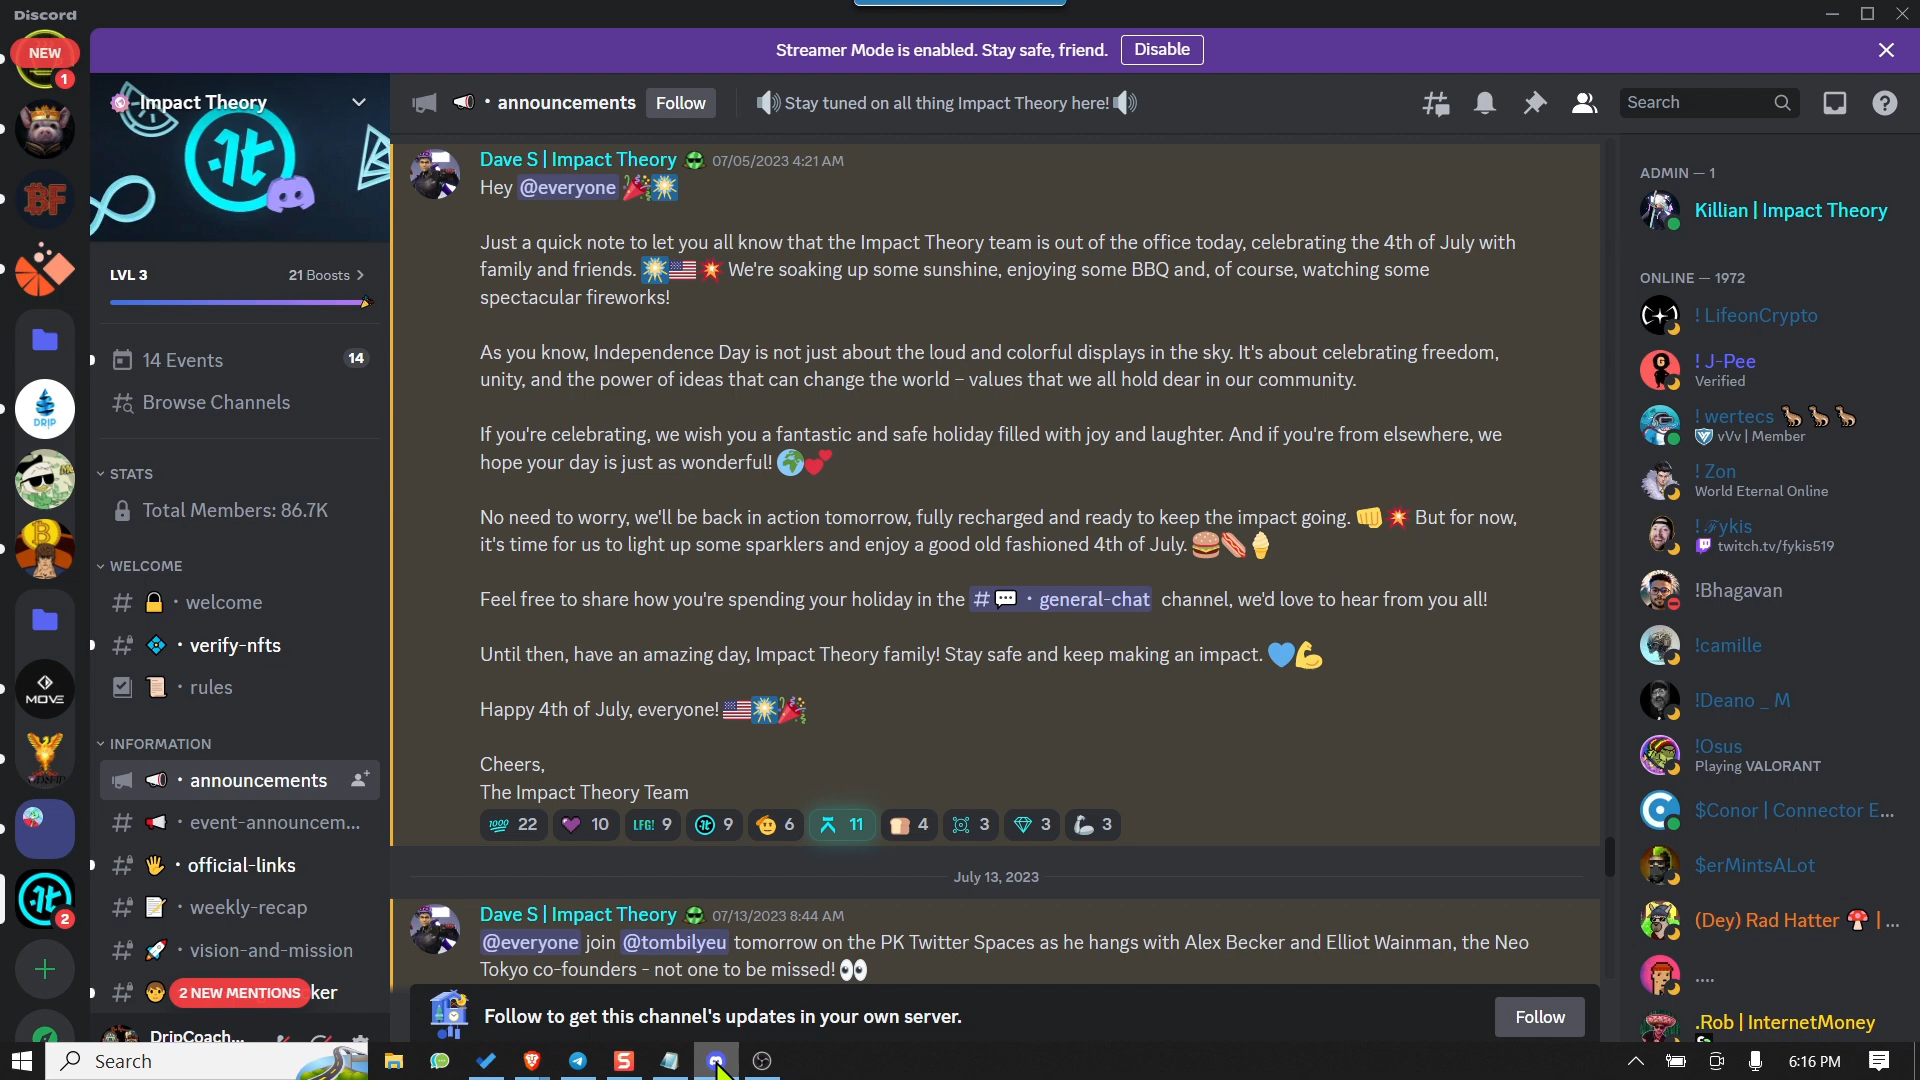 Discord
Streamer Mode is enabled. Stay safe, friend. Disable
NEW
1
Impact Theory
LVL 3 21 Boosts
14 Events 14
Browse Channels
STATS
Total Members: 86.7K
WELCOME
welcome
verify-nfts
rules
INFORMATION
announcements
event-announcem...
official-links
weekly-recap
vision-and-mission
2 NEW MENTIONS ker
DripCoach...
BF
DRIP
MOVE
2
announcements Follow Stay tuned on all thing Impact Theory here! Search
Dave S | Impact Theory 07/05/2023 4:21 AM
Hey @everyone
Just a quick note to let you all know that the Impact Theory team is out of the office today, celebrating the 4th of July with
family and friends. We're soaking up some sunshine, enjoying some BBQ and, of course, watching some
spectacular fireworks!
As you know, Independence Day is not just about the loud and colorful displays in the sky. It's about celebrating freedom,
unity, and the power of ideas that can change the world – values that we all hold dear in our community.
If you're celebrating, we wish you a fantastic and safe holiday filled with joy and laughter. And if you're from elsewhere, we
hope your day is just as wonderful!
No need to worry, we'll be back in action tomorrow, fully recharged and ready to keep the impact going. But for now,
it's time for us to light up some sparklers and enjoy a good old fashioned 4th of July.
Feel free to share how you're spending your holiday in the # · general-chat channel, we'd love to hear from you all!
Until then, have an amazing day, Impact Theory family! Stay safe and keep making an impact.
Happy 4th of July, everyone!
Cheers,
The Impact Theory Team
22 10 LFG! 9 9 6 11 4 3 3 3
July 13, 2023
Dave S | Impact Theory 07/13/2023 8:44 AM
@everyone join @tombilyeu tomorrow on the PK Twitter Spaces as he hangs with Alex Becker and Elliot Wainman, the Neo
Tokyo co-founders - not one to be missed!
Follow to get this channel's updates in your own server. Follow
ADMIN — 1
Killian | Impact Theory
ONLINE — 1972
! LifeonCrypto
! J-Pee
Verified
! wertecs
vVv | Member
! Zon
World Eternal Online
! Fykis
twitch.tv/fykis519
!Bhagavan
!camille
!Deano _ M
!Osus
Playing VALORANT
$Conor | Connector E...
$erMintsALot
(Dey) Rad Hatter | ...
....
.Rob | InternetMoney
Search
6:16 PM